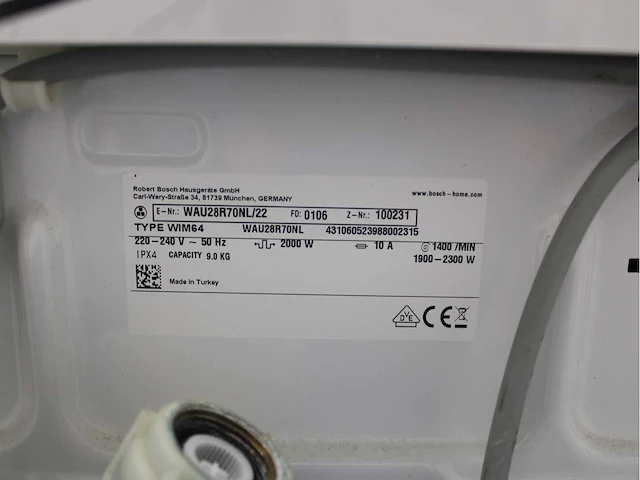 Robert Bosch Hausgeräte GmbH
Carl-Wery-Straße 34, 81739 München, GERMANY
www.bosch-home.com
E-Nr.: WAU28R70NL/22 FD: 0106 Z-Nr.: 100231
TYPE WIM64 WAU28R70NL 431060523988002315
220-240 V ~ 50 Hz 2000 W 10 A 1400 /MIN
IPX4 CAPACITY 9.0 KG 1900-2300 W
Made in Turkey
DVE CE